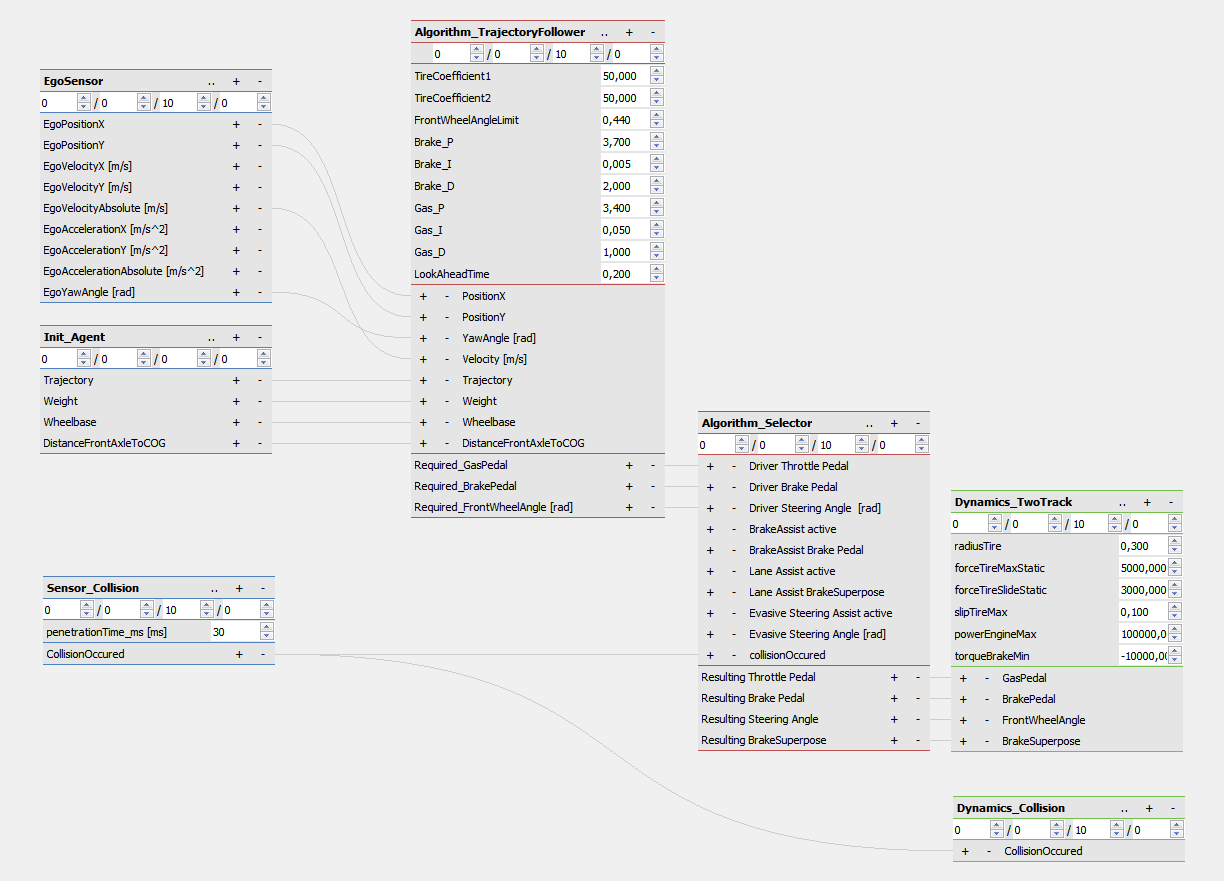 Algorithm_TrajectoryFollower .. + -
0 / 0 / 10 / 0
TireCoefficient1 50,000
TireCoefficient2 50,000
FrontWheelAngleLimit 0,440
Brake_P 3,700
Brake_I 0,005
Brake_D 2,000
Gas_P 3,400
Gas_I 0,050
Gas_D 1,000
LookAheadTime 0,200
+ - PositionX
+ - PositionY
+ - YawAngle [rad]
+ - Velocity [m/s]
+ - Trajectory
+ - Weight
+ - Wheelbase
+ - DistanceFrontAxleToCOG
Required_GasPedal + -
Required_BrakePedal + -
Required_FrontWheelAngle [rad] + -
EgoSensor .. + -
0 / 0 / 10 / 0
EgoPositionX + -
EgoPositionY + -
EgoVelocityX [m/s] + -
EgoVelocityY [m/s] + -
EgoVelocityAbsolute [m/s] + -
EgoAccelerationX [m/s^2] + -
EgoAccelerationY [m/s^2] + -
EgoAccelerationAbsolute [m/s^2] + -
EgoYawAngle [rad] + -
Init_Agent .. + -
0 / 0 / 0 / 0
Trajectory + -
Weight + -
Wheelbase + -
DistanceFrontAxleToCOG + -
Algorithm_Selector .. + -
0 / 0 / 10 / 0
+ - Driver Throttle Pedal
+ - Driver Brake Pedal
+ - Driver Steering Angle [rad]
+ - BrakeAssist active
+ - BrakeAssist Brake Pedal
+ - Lane Assist active
+ - Lane Assist BrakeSuperpose
+ - Evasive Steering Assist active
+ - Evasive Steering Angle [rad]
+ - collisionOccured
Resulting Throttle Pedal + -
Resulting Brake Pedal + -
Resulting Steering Angle + -
Resulting BrakeSuperpose + -
Dynamics_TwoTrack .. + -
0 / 0 / 10 / 0
radiusTire 0,300
forceTireMaxStatic 5000,000
forceTireSlideStatic 3000,000
slipTireMax 0,100
powerEngineMax 100000,0
torqueBrakeMin -10000,00
+ - GasPedal
+ - BrakePedal
+ - FrontWheelAngle
+ - BrakeSuperpose
Sensor_Collision .. + -
0 / 0 / 10 / 0
penetrationTime_ms [ms] 30
CollisionOccured + -
Dynamics_Collision .. + -
0 / 0 / 10 / 0
+ - CollisionOccured